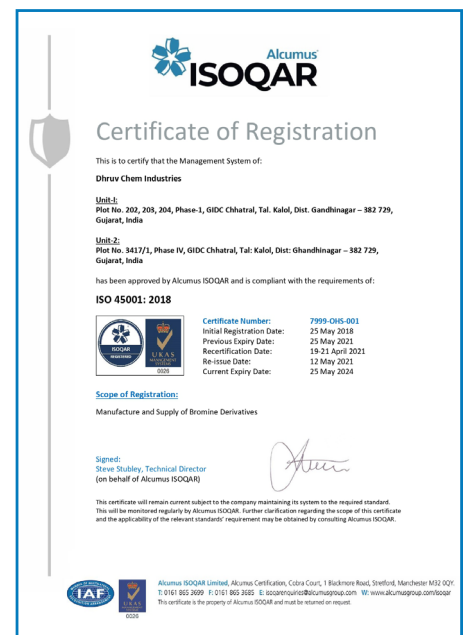 Alcumus
ISOQAR
Certificate of Registration
This is to certify that the Management System of:
Dhruv Chem Industries
Unit-I:
Plot No. 202, 203, 204, Phase-1, GIDC Chhatral, Tal. Kalol, Dist. Gandhinagar – 382 729,
Gujarat, India
Unit-2:
Plot No. 3417/1, Phase IV, GIDC Chhatral, Tal: Kalol, Dist: Ghandhinagar – 382 729,
Gujarat, India
has been approved by Alcumus ISOQAR and is compliant with the requirements of:
ISO 45001: 2018
ISOQAR
REGISTERED
UKAS
MANAGEMENT
SYSTEMS
0026
Certificate Number: 7999-OHS-001
Initial Registration Date: 25 May 2018
Previous Expiry Date: 25 May 2021
Recertification Date: 19-21 April 2021
Re-issue Date: 12 May 2021
Current Expiry Date: 25 May 2024
Scope of Registration:
Manufacture and Supply of Bromine Derivatives
Signed:
Steve Stubley, Technical Director
(on behalf of Alcumus ISOQAR)
This certificate will remain current subject to the company maintaining its system to the required standard.
This will be monitored regularly by Alcumus ISOQAR. Further clarification regarding the scope of this certificate
and the applicability of the relevant standards' requirement may be obtained by consulting Alcumus ISOQAR.
IAF
UKAS
0026
Alcumus ISOQAR Limited, Alcumus Certification, Cobra Court, 1 Blackmore Road, Stretford, Manchester M32 0QY.
T: 0161 865 3699 F: 0161 865 3685 E: isoqarenquiries@alcumusgroup.com W: www.alcumusgroup.com/isoqar
This certificate is the property of Alcumus ISOQAR and must be returned on request.